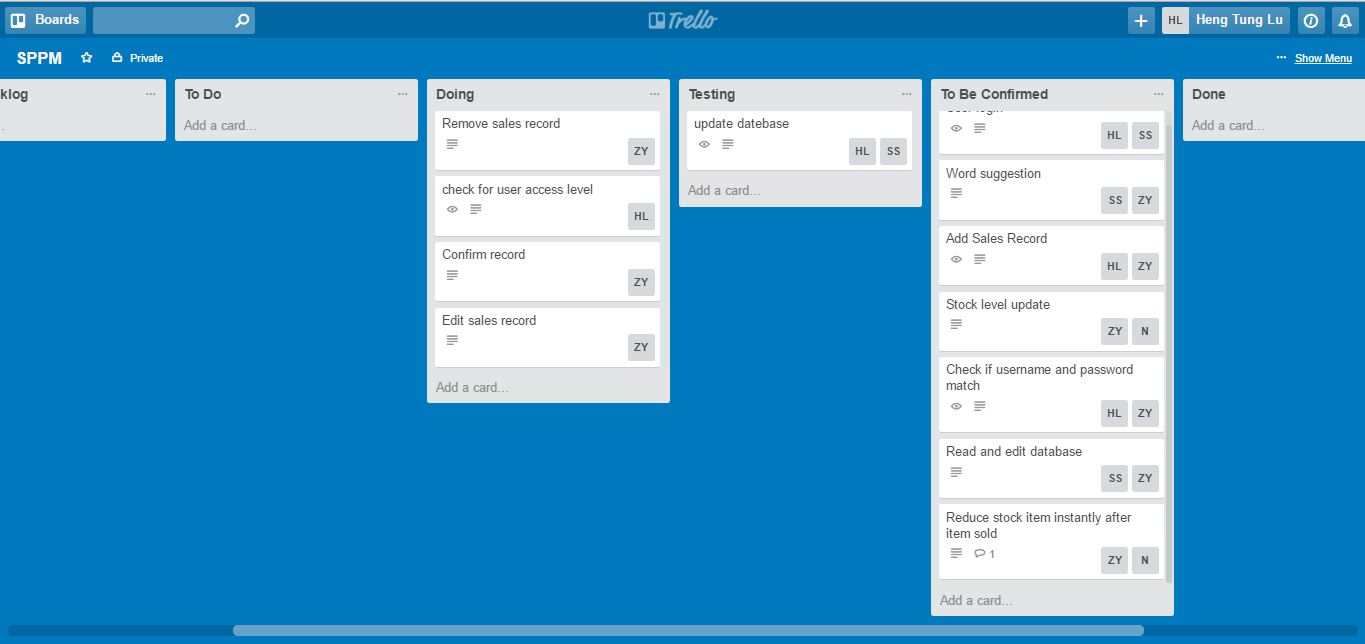 Boards
Trello
HL Heng Tung Lu
SPPM
Private
... Show Menu
klog
To Do
Add a card...
Doing
Remove sales record
ZY
check for user access level
HL
Confirm record
ZY
Edit sales record
ZY
Add a card...
Testing
update datebase
HL SS
Add a card...
To Be Confirmed
HL SS
Word suggestion
SS ZY
Add Sales Record
HL ZY
Stock level update
ZY N
Check if username and password
match
HL ZY
Read and edit database
SS ZY
Reduce stock item instantly after
item sold
1
ZY N
Add a card...
Done
Add a card...